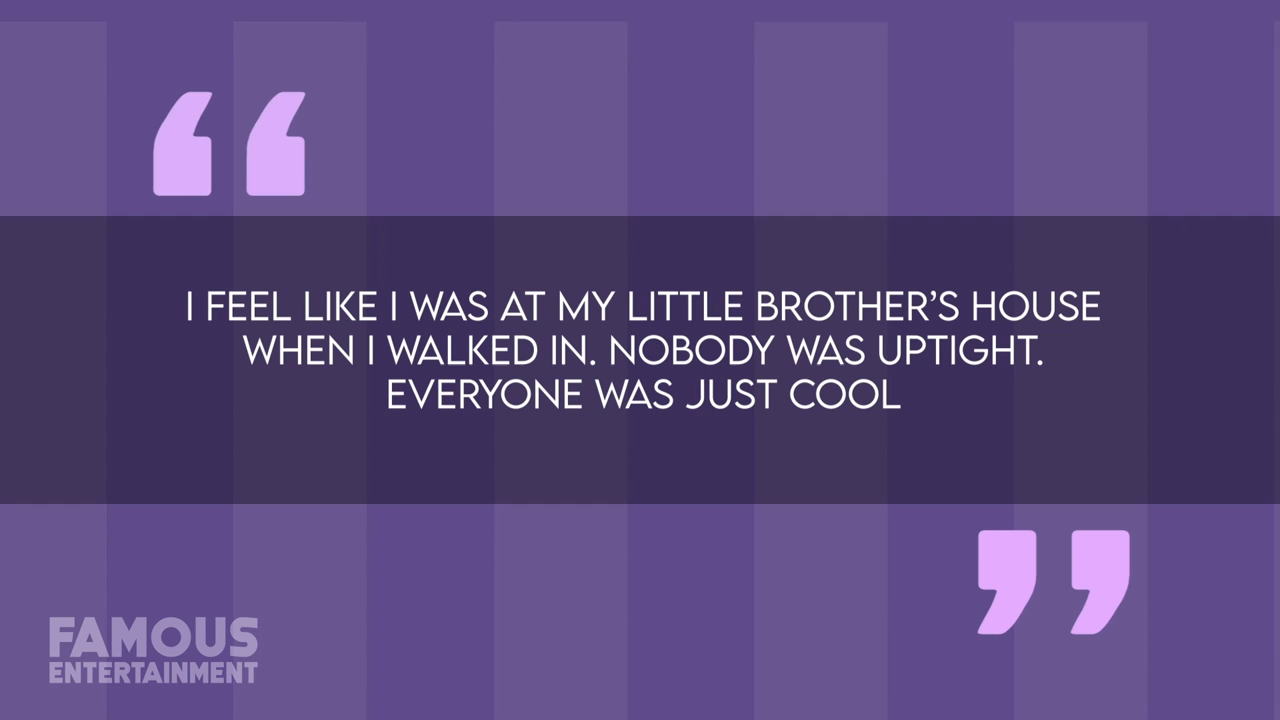 “
I FEEL LIKE I WAS AT MY LITTLE BROTHER’S HOUSE
WHEN I WALKED IN. NOBODY WAS UPTIGHT.
EVERYONE WAS JUST COOL
”
FAMOUS
ENTERTAINMENT